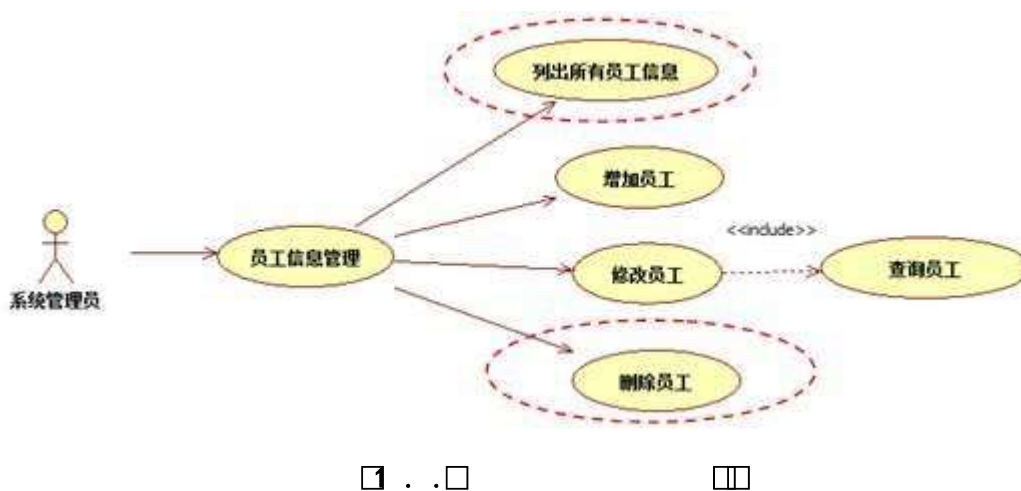 列出所有员工信息
增加员工
<<include>>
员工信息管理
修改员工
查询员工
系统管理员
删除员工